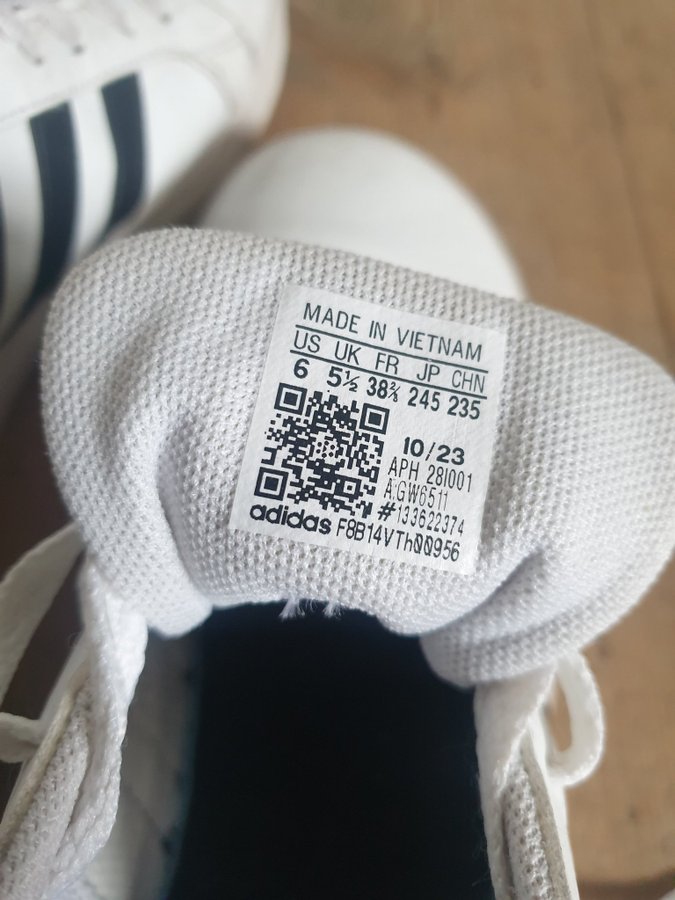 MADE IN VIETNAM
US UK FR JP CHN
6 5½ 38⅔ 245 235
10/23
APH 28I001
A:GW6511
#133622374
adidas F8B14VTh00956